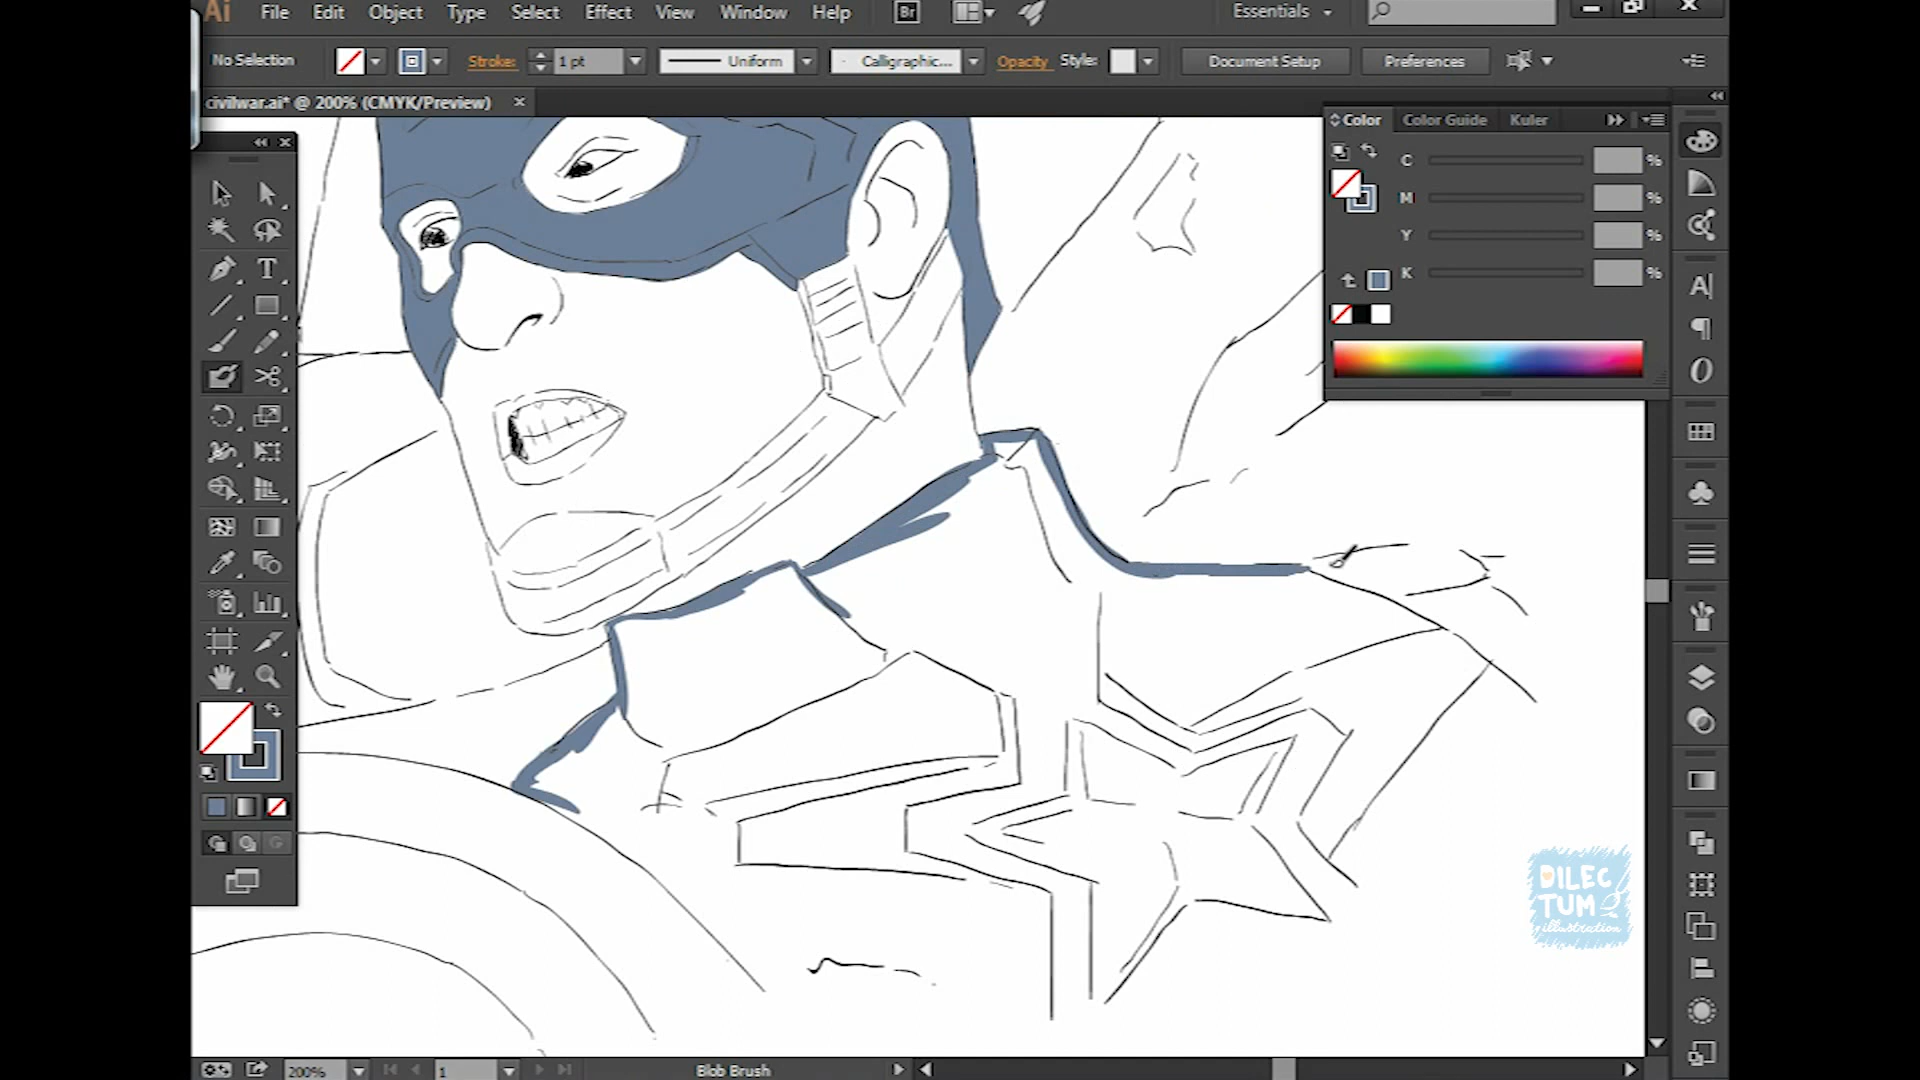 Ai File Edit Object Type Select Effect View Window Help Br Essentials
No Selection Stroke: 1 pt Uniform Calligraphic... Opacity Style: Document Setup Preferences
civilwar.ai* @ 200% (CMYK/Preview) ×
Color Color Guide Kuler
C %
M %
Y %
K %
DILEC
TUM
illustration
200% 1 Blob Brush